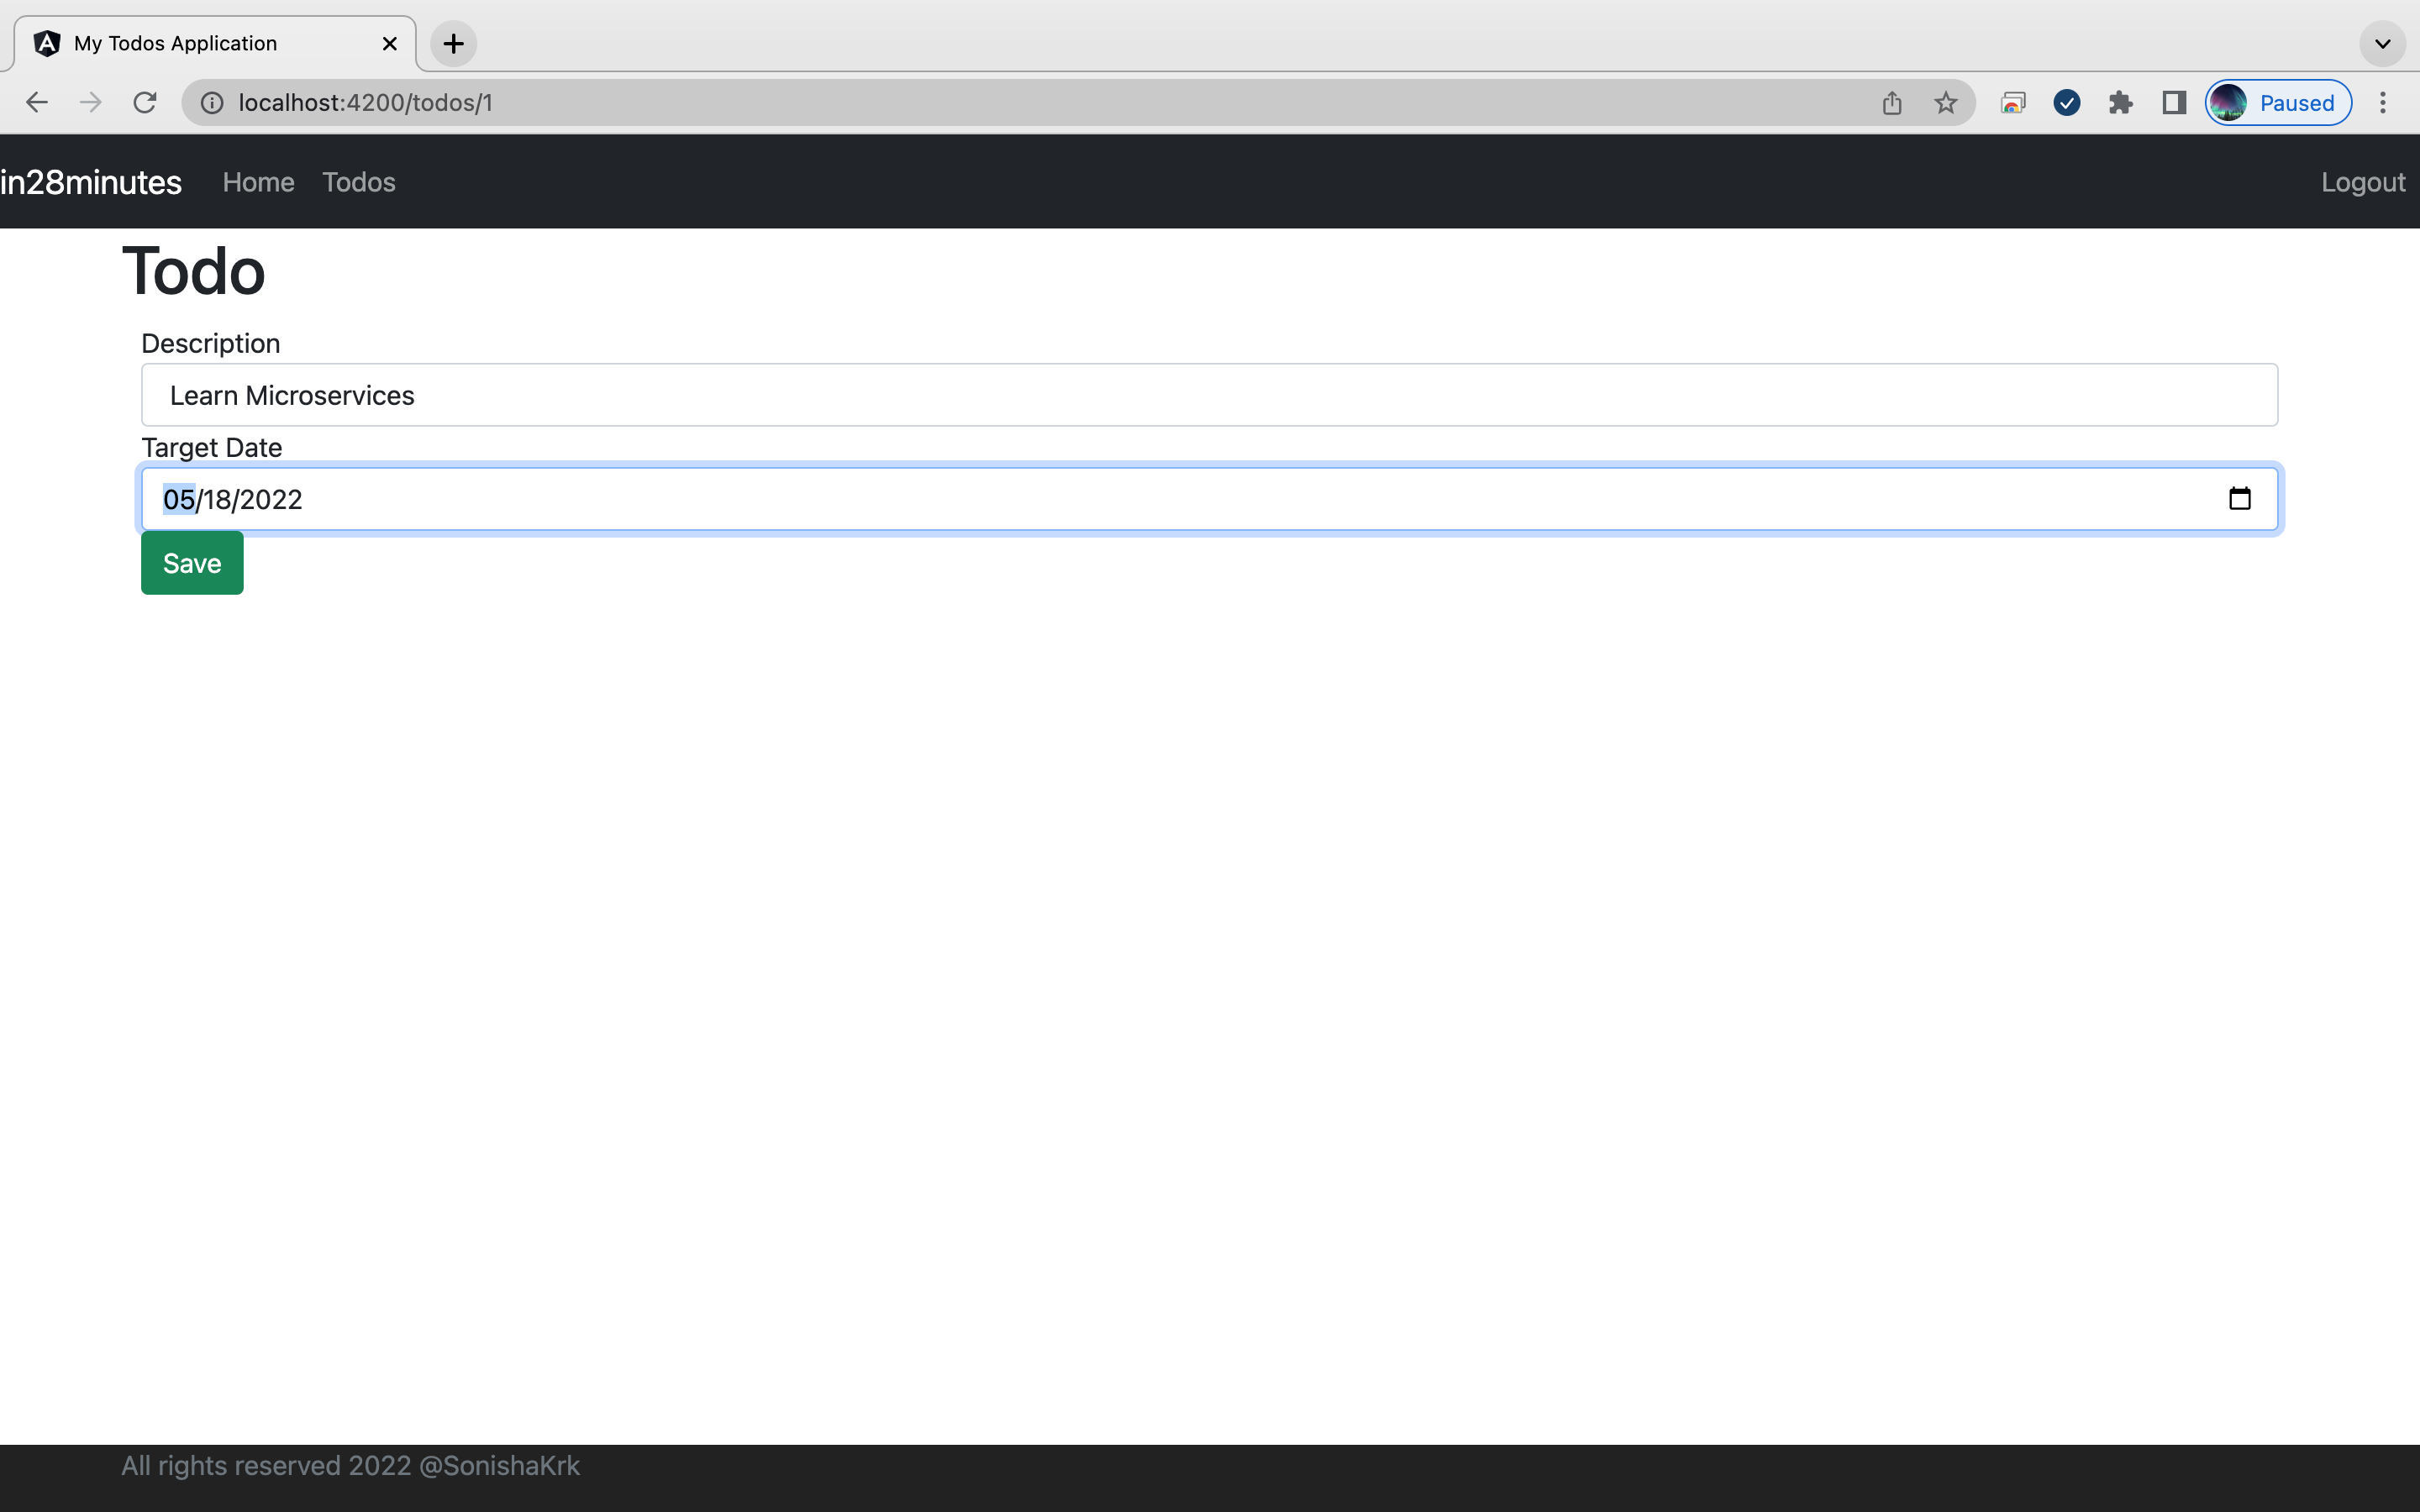 My Todos Application
localhost:4200/todos/1
Paused
in28minutes Home Todos Logout
Todo
Description
Learn Microservices
Target Date
05/18/2022
Save
All rights reserved 2022 @SonishaKrk